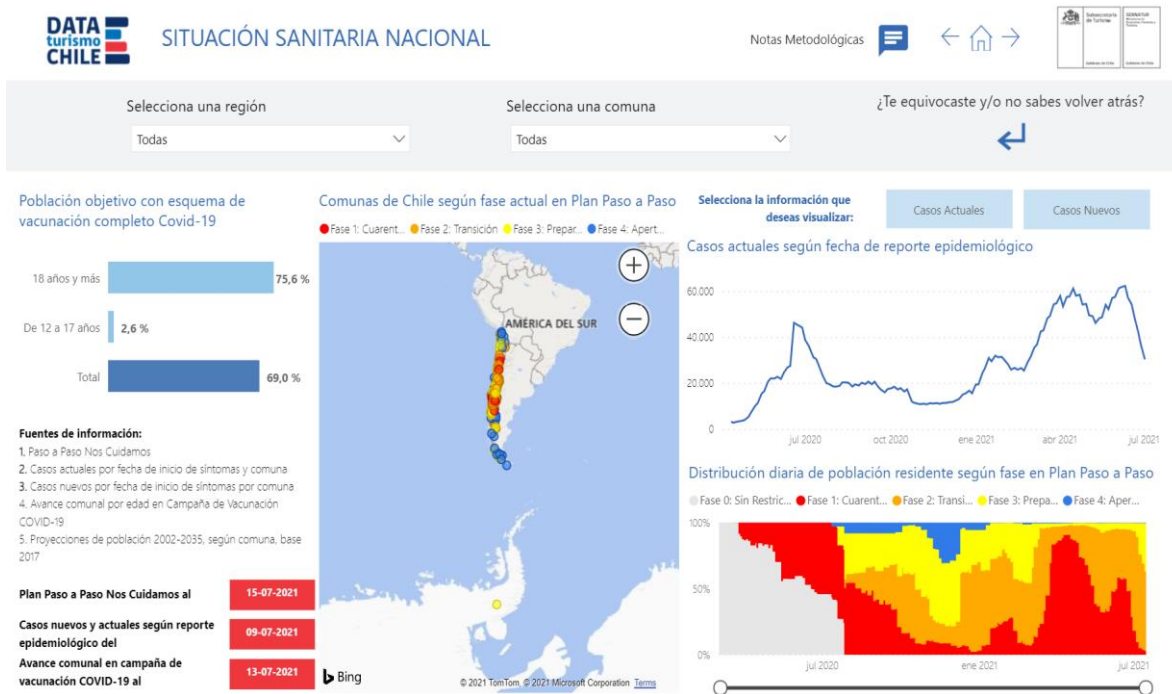 DATA
turismo
CHILE
SITUACIÓN SANITARIA NACIONAL
Notas Metodológicas
Subsecretaría
de Turismo
SERNATUR
Selecciona una región
Todas
Selecciona una comuna
Todas
¿Te equivocaste y/o no sabes volver atrás?
Población objetivo con esquema de
vacunación completo Covid-19
18 años y más
75,6 %
De 12 a 17 años
2,6 %
Total
69,0 %
Fuentes de información:
1. Paso a Paso Nos Cuidamos
2. Casos actuales por fecha de inicio de síntomas y comuna
3. Casos nuevos por fecha de inicio de síntomas por comuna
4. Avance comunal por edad en Campaña de Vacunación
COVID-19
5. Proyecciones de población 2002-2035, según comuna, base
2017
Plan Paso a Paso Nos Cuidamos al
15-07-2021
Casos nuevos y actuales según reporte
epidemiológico del
09-07-2021
Avance comunal en campaña de
vacunación COVID-19 al
13-07-2021
Comunas de Chile según fase actual en Plan Paso a Paso
Fase 1: Cuarent... Fase 2: Transición Fase 3: Prepar... Fase 4: Apert...
AMÉRICA DEL SUR
Bing
© 2021 TomTom, © 2021 Microsoft Corporation Terms
Selecciona la información que
deseas visualizar:
Casos Actuales
Casos Nuevos
Casos actuales según fecha de reporte epidemiológico
60.000
40.000
20.000
0
jul 2020 oct 2020 ene 2021 abr 2021 jul 2021
Distribución diaria de población residente según fase en Plan Paso a Paso
Fase 0: Sin Restric... Fase 1: Cuarent... Fase 2: Transi... Fase 3: Prepa... Fase 4: Aper...
100%
50%
0%
jul 2020 ene 2021 jul 2021